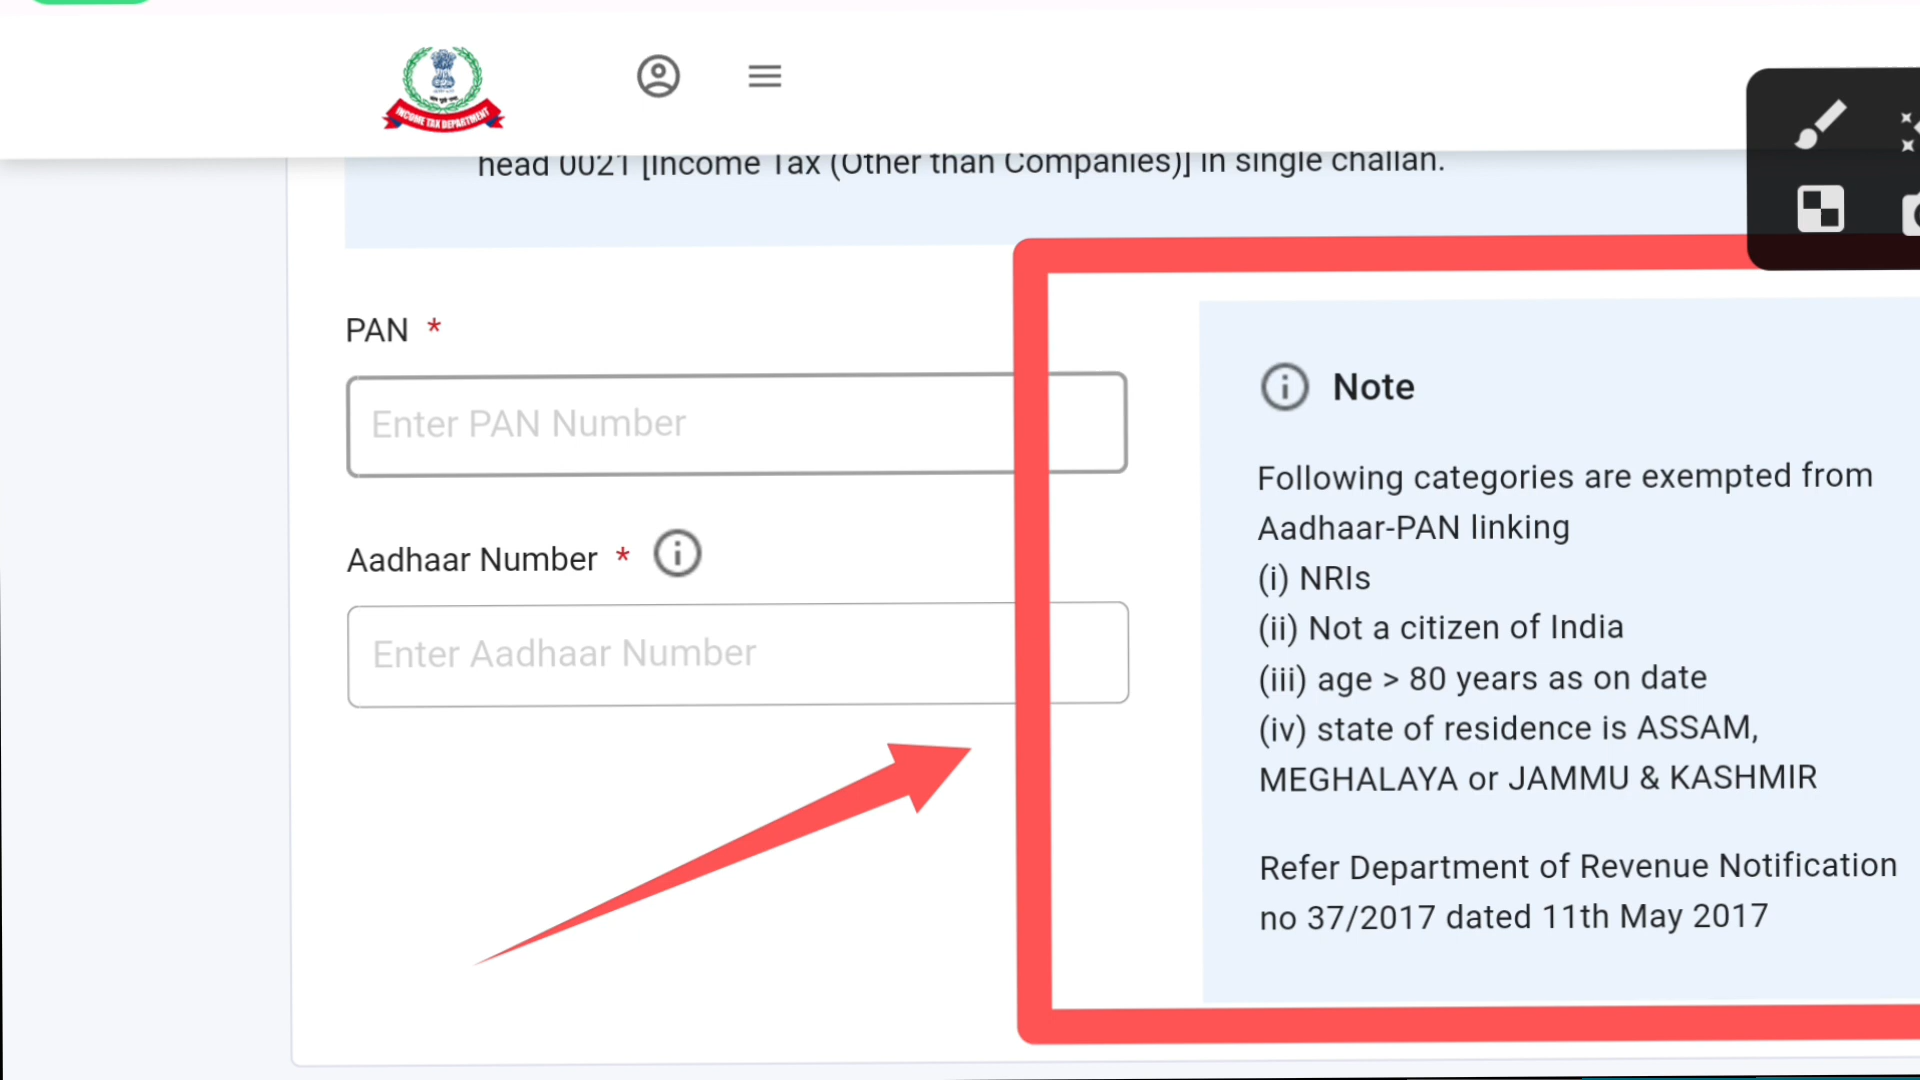 INCOME TAX DEPARTMENT
head 0021 [Income Tax (Other than Companies)] in single challan.
PAN *
Enter PAN Number
Aadhaar Number *
Enter Aadhaar Number
Note
Following categories are exempted from
Aadhaar-PAN linking
(i) NRIs
(ii) Not a citizen of India
(iii) age > 80 years as on date
(iv) state of residence is ASSAM,
MEGHALAYA or JAMMU & KASHMIR
Refer Department of Revenue Notification
no 37/2017 dated 11th May 2017